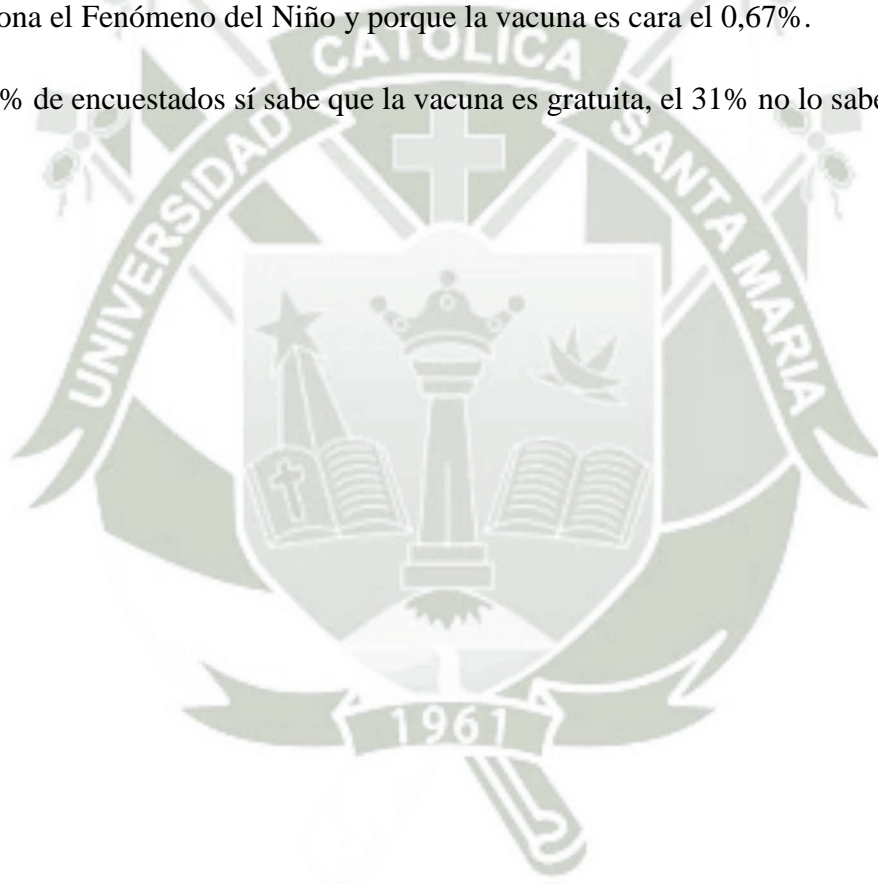 ona el Fenómeno del Niño y porque la vacuna es cara el 0,67%.
% de encuestados sí sabe que la vacuna es gratuita, el 31% no lo sabe
UNIVERSIDAD CATOLICA SANTA MARIA
1961